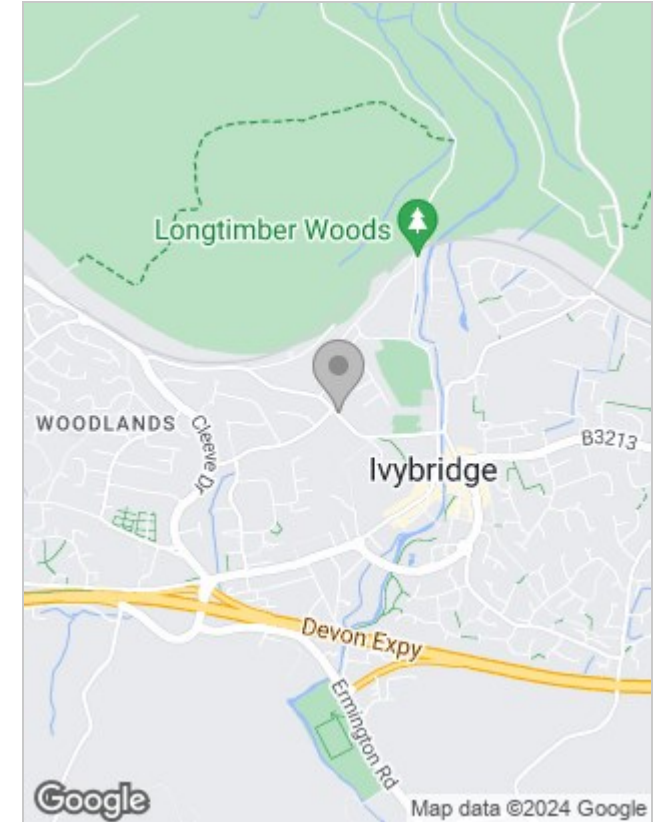 Longtimber Woods
WOODLANDS
Cleeve Dr
B3213
Ivybridge
Devon Expy
Ermington Rd
Google
Map data ©2024 Google